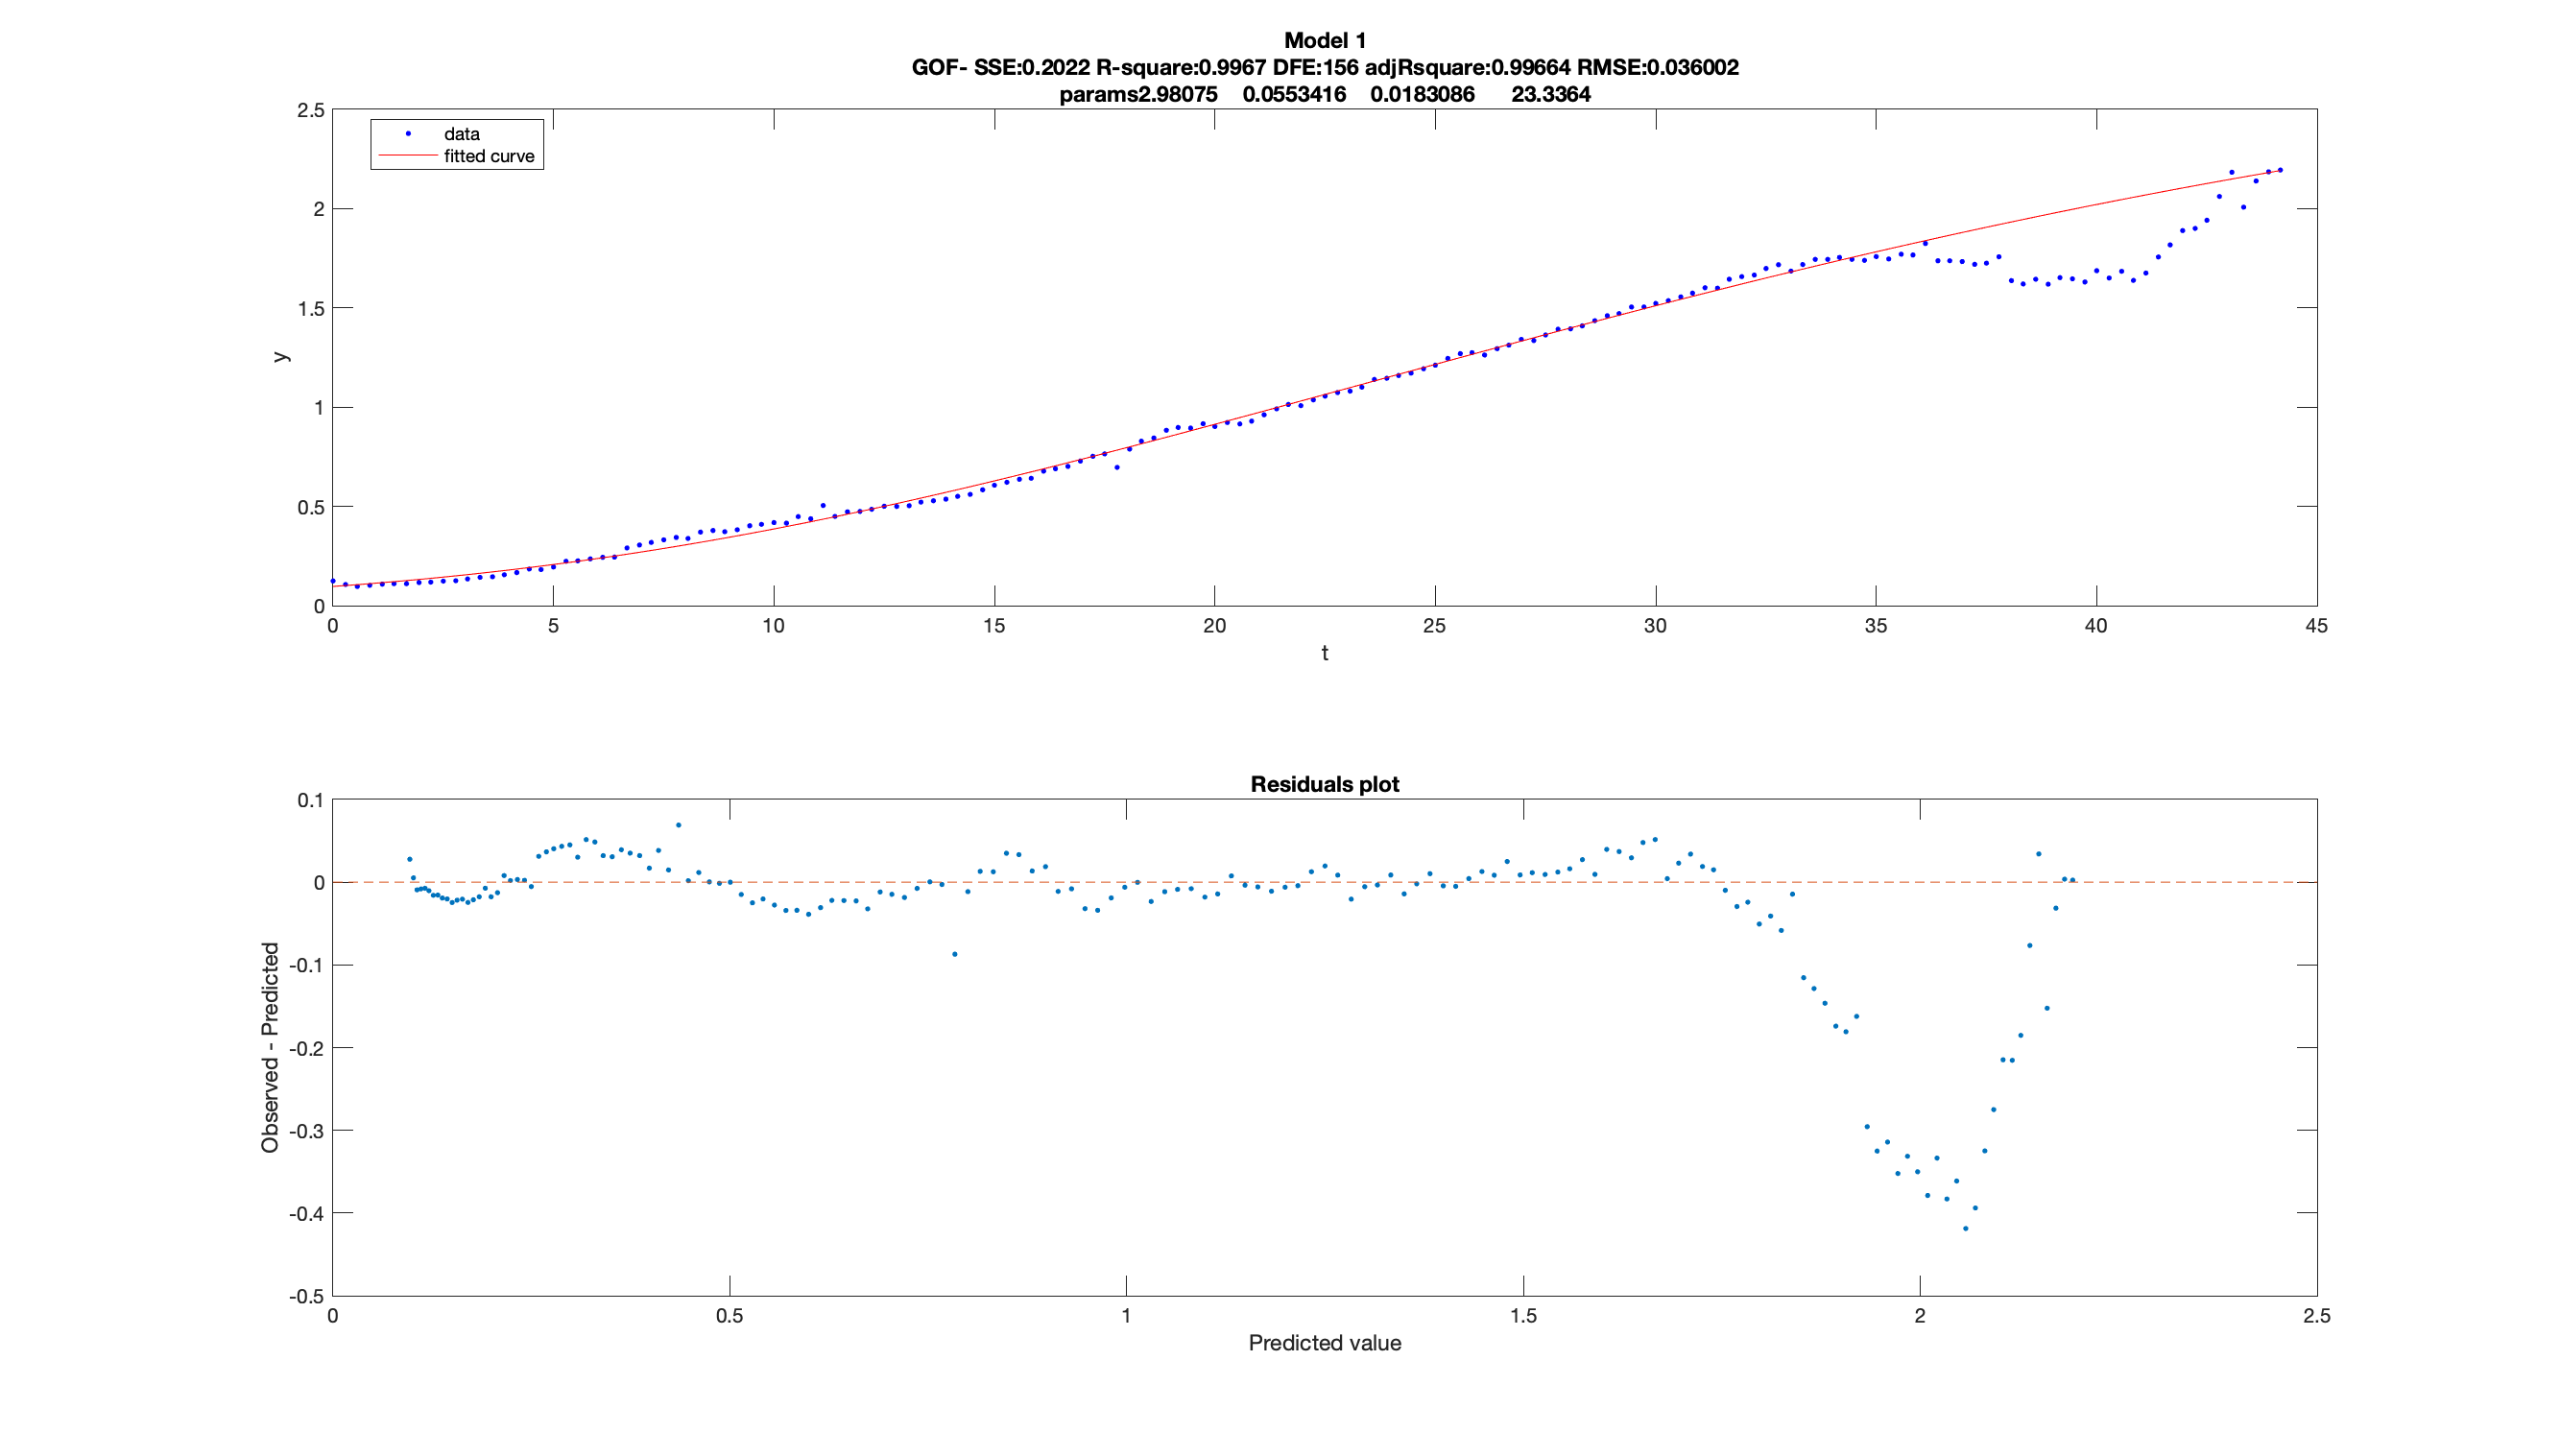 Model 1
GOF- SSE:0.2022 R-square:0.9967 DFE:156 adjRsquare:0.99664 RMSE:0.036002
params2.98075 0.0553416 0.0183086 23.3364
2.5
2
1.5
1
0.5
0
y
data
fitted curve
0 5 10 15 20 25 30 35 40 45
t
Residuals plot
0.1
0
-0.1
-0.2
-0.3
-0.4
-0.5
Observed - Predicted
0 0.5 1 1.5 2 2.5
Predicted value